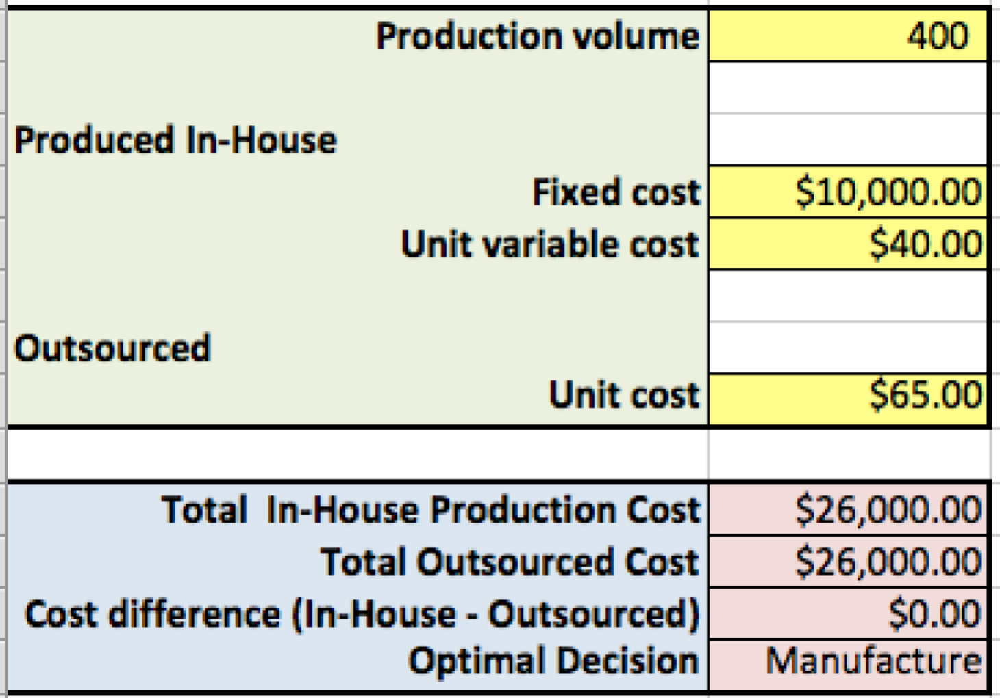 Production volume 400
Produced In-House
Fixed cost $10,000.00
Unit variable cost $40.00
Outsourced
Unit cost $65.00
Total In-House Production Cost $26,000.00
Total Outsourced Cost $26,000.00
Cost difference (In-House - Outsourced) $0.00
Optimal Decision Manufacture